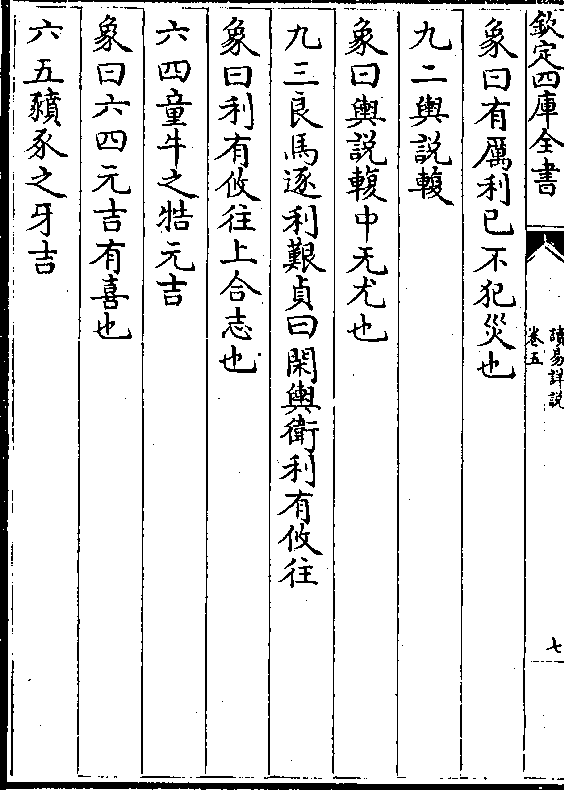 欽定四庫全書
讀易詳說
卷五
七
象曰有厲利已不犯災也
九二輿說輹
象曰輿說輹中无尤也
九三良馬逐利艱貞曰閑輿衛利有攸往
象曰利有攸往上合志也
六四童牛之牿元吉
象曰六四元吉有喜也
六五豶豕之牙吉